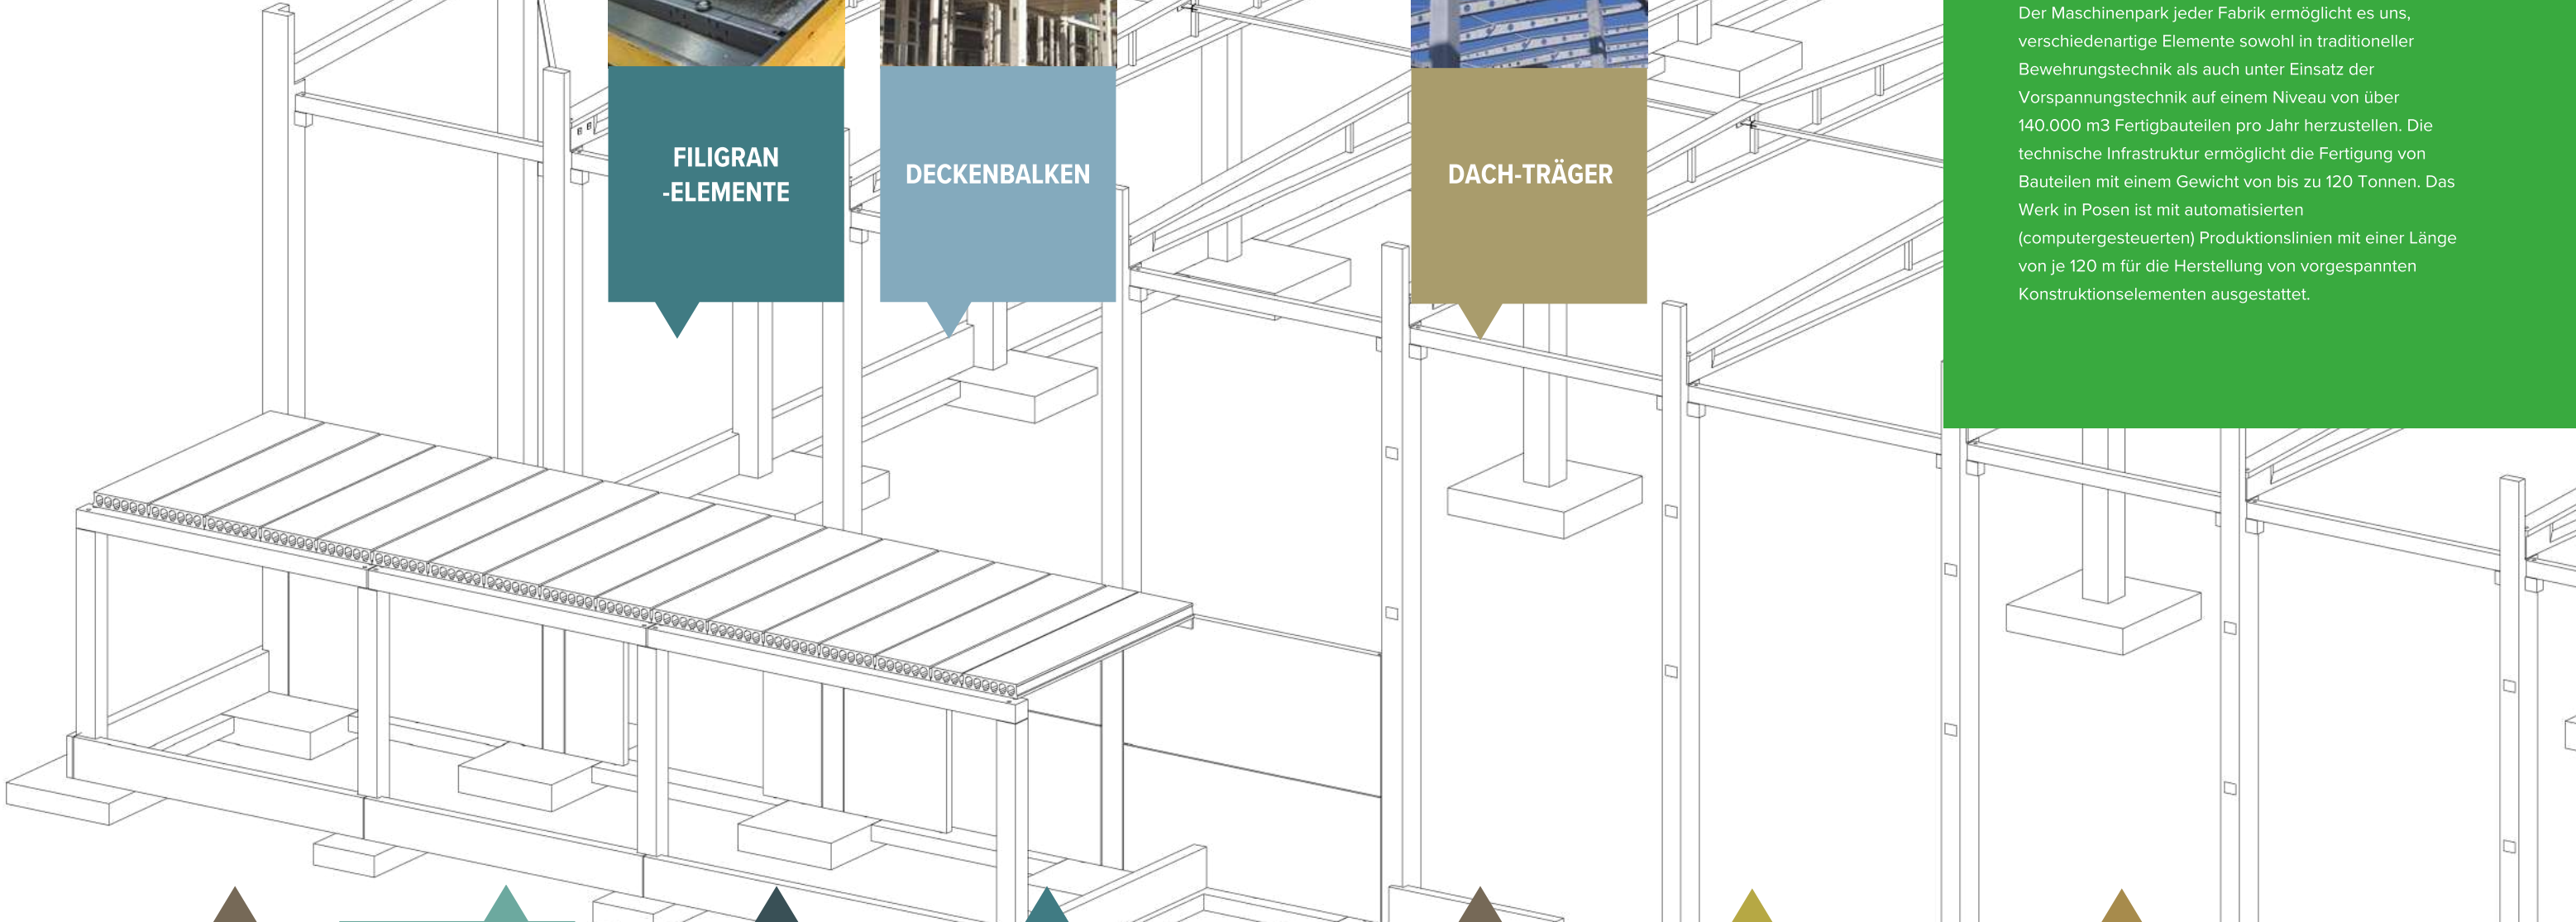 FILIGRAN
-ELEMENTE
DECKENBALKEN
DACH-TRÄGER
Der Maschinenpark jeder Fabrik ermöglicht es uns,
verschiedenartige Elemente sowohl in traditioneller
Bewehrungstechnik als auch unter Einsatz der
Vorspannungstechnik auf einem Niveau von über
140.000 m3 Fertigbauteilen pro Jahr herzustellen. Die
technische Infrastruktur ermöglicht die Fertigung von
Bauteilen mit einem Gewicht von bis zu 120 Tonnen. Das
Werk in Posen ist mit automatisierten
(computergesteuerten) Produktionslinien mit einer Länge
von je 120 m für die Herstellung von vorgespannten
Konstruktionselementen ausgestattet.